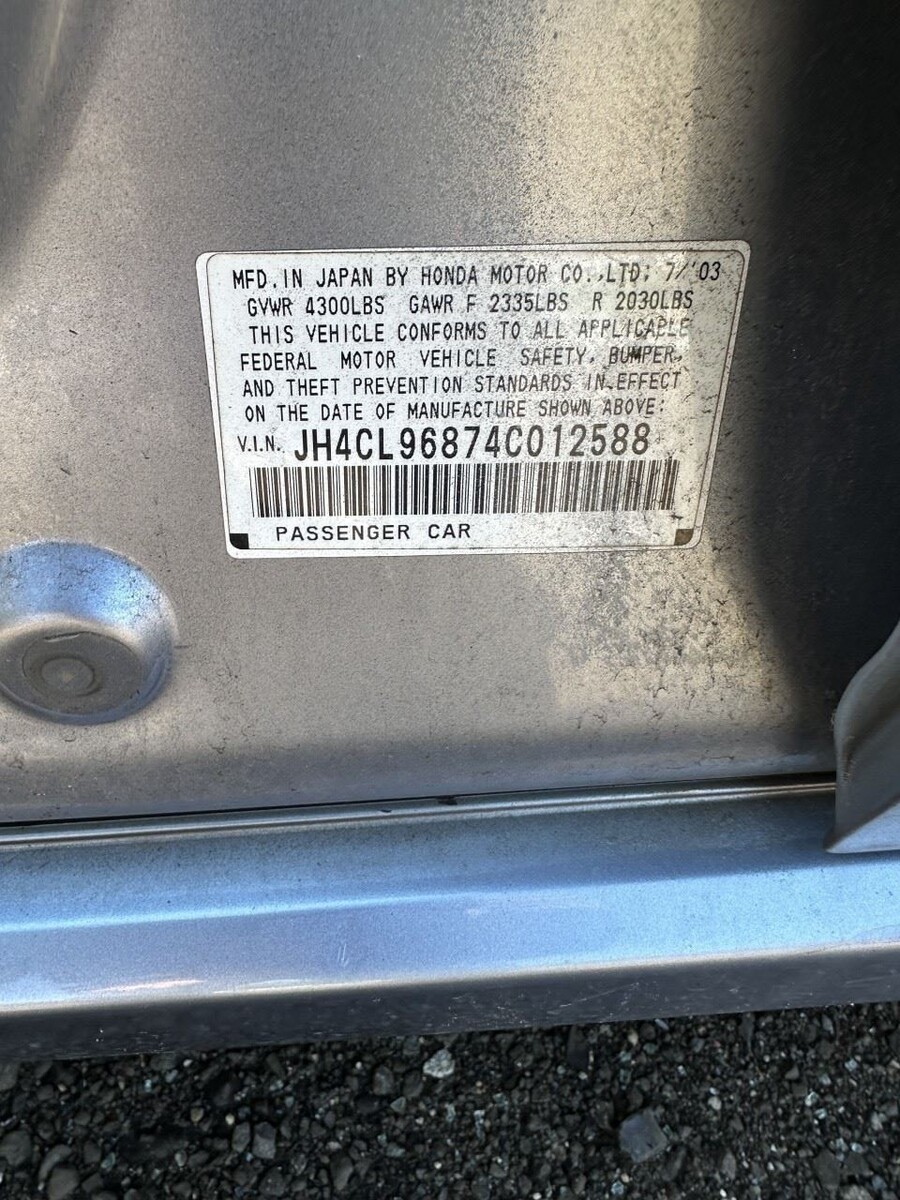 MFD.IN JAPAN BY HONDA MOTOR CO.,LTD; 7/'03
GVWR 4300LBS GAWR F 2335LBS R 2030LBS
THIS VEHICLE CONFORMS TO ALL APPLICABLE
FEDERAL MOTOR VEHICLE SAFETY, BUMPER,
AND THEFT PREVENTION STANDARDS IN EFFECT
ON THE DATE OF MANUFACTURE SHOWN ABOVE:
V.I.N. JH4CL96874C012588
PASSENGER CAR